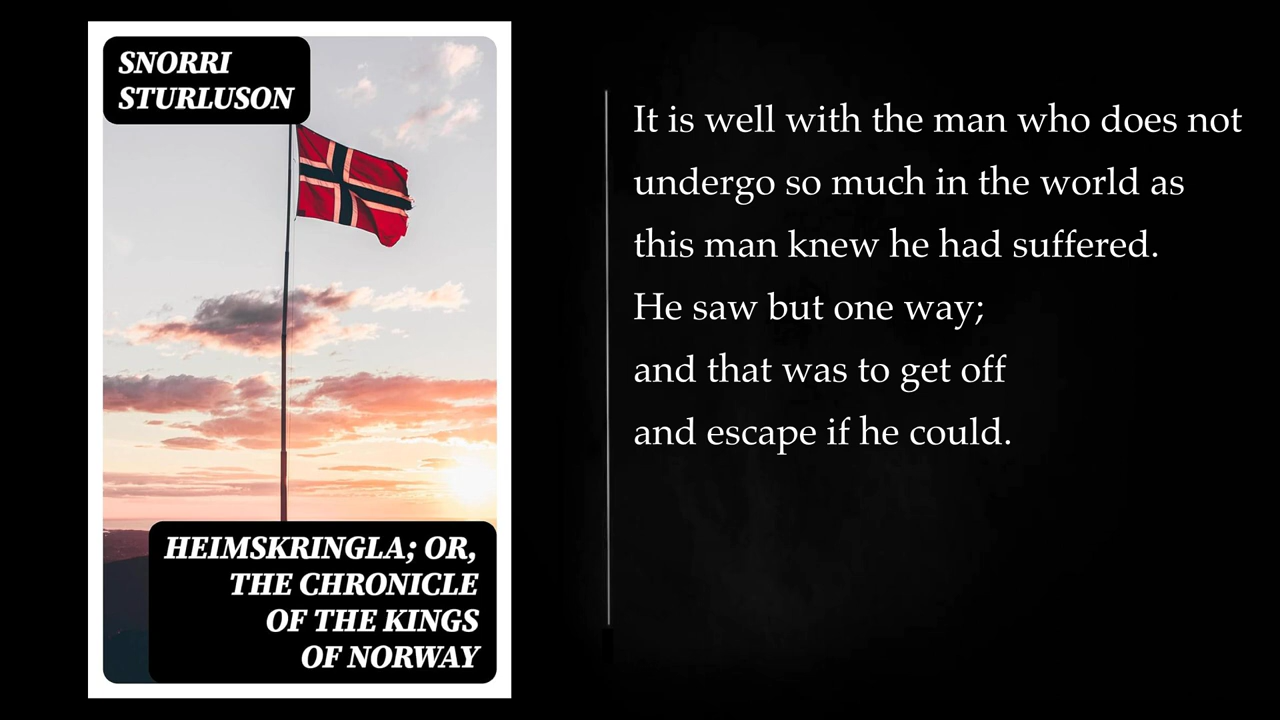 SNORRI
STURLUSON
HEIMSKRINGLA; OR,
THE CHRONICLE
OF THE KINGS
OF NORWAY
It is well with the man who does not
undergo so much in the world as
this man knew he had suffered.
He saw but one way;
and that was to get off
and escape if he could.